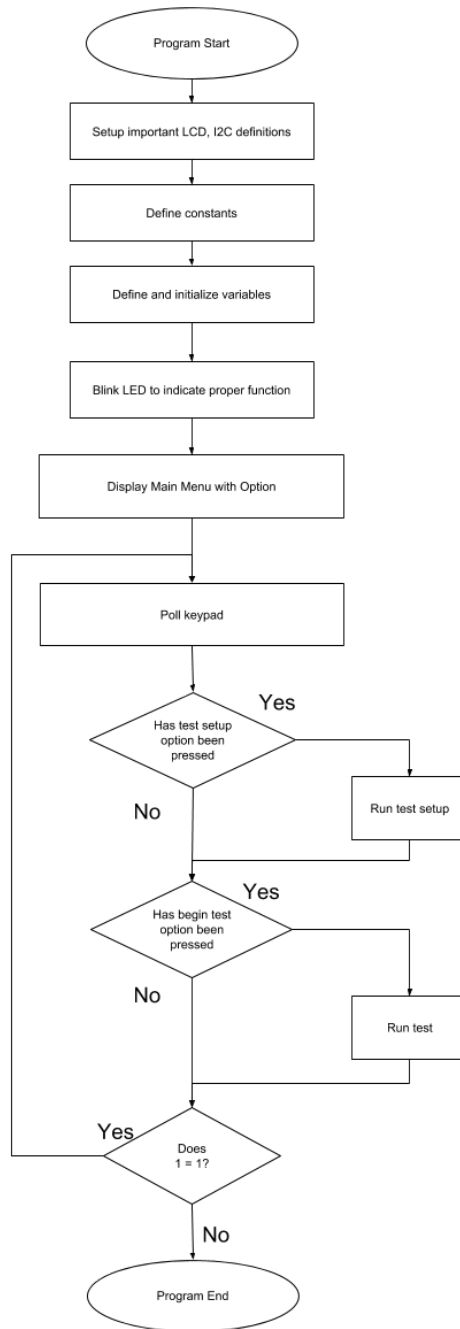 Program Start
Setup important LCD, I2C definitions
Define constants
Define and initialize variables
Blink LED to indicate proper function
Display Main Menu with Option
Poll keypad
Yes
Has test setup
option been
pressed
Run test setup
No
Yes
Has begin test
option been
pressed
No
Run test
Yes
Does
1 = 1?
No
Program End